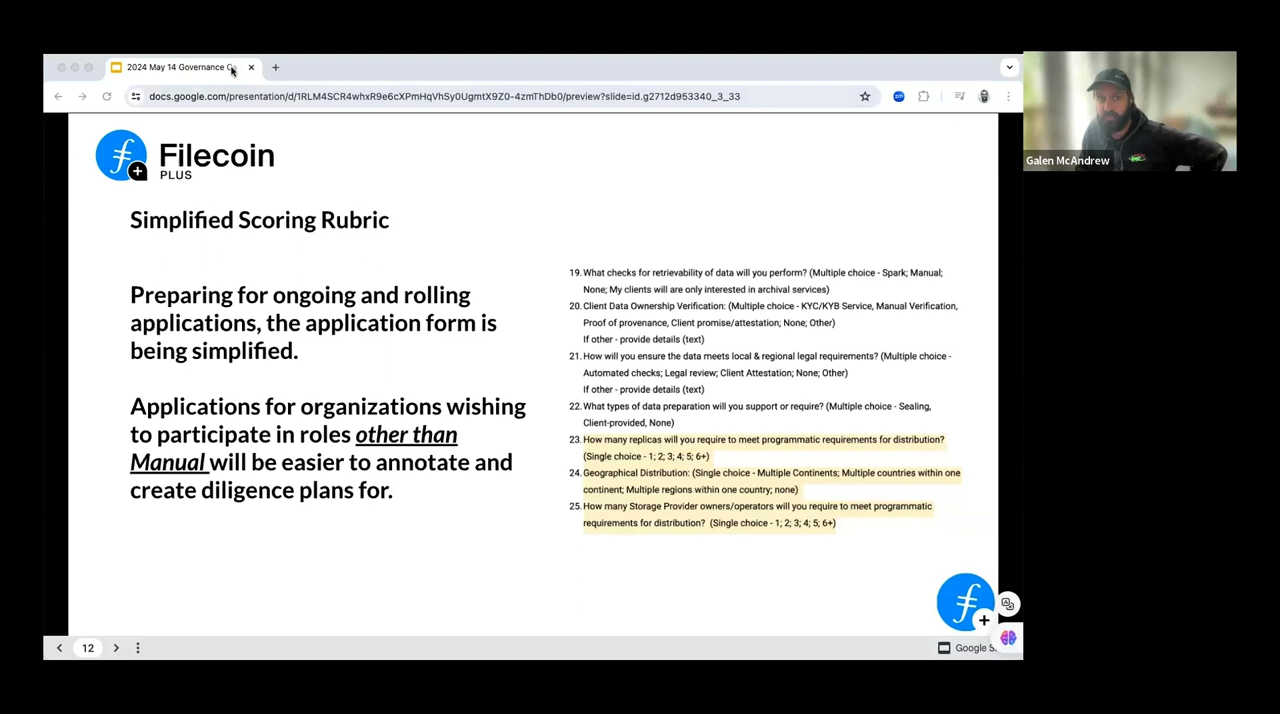 2024 May 14 Governance C
docs.google.com/presentation/d/1RLM4SCR4whxR9e6cXPmHqVhSy0UgmtX9Z0-4zmThDb0/preview?slide=id.g2712d953340_3_33
Galen McAndrew
Filecoin
PLUS
Simplified Scoring Rubric
Preparing for ongoing and rolling
applications, the application form is
being simplified.
Applications for organizations wishing
to participate in roles other than
Manual will be easier to annotate and
create diligence plans for.
19. What checks for retrievability of data will you perform? (Multiple choice - Spark; Manual;
None; My clients will are only interested in archival services)
20. Client Data Ownership Verification: (Multiple choice - KYC/KYB Service, Manual Verification,
Proof of provenance, Client promise/attestation; None; Other)
If other - provide details (text)
21. How will you ensure the data meets local & regional legal requirements? (Multiple choice -
Automated checks; Legal review; Client Attestation; None; Other)
If other - provide details (text)
22. What types of data preparation will you support or require? (Multiple choice - Sealing,
Client-provided, None)
23. How many replicas will you require to meet programmatic requirements for distribution?
(Single choice - 1; 2; 3; 4; 5; 6+)
24. Geographical Distribution: (Single choice - Multiple Continents; Multiple countries within one
continent; Multiple regions within one country; none)
25. How many Storage Provider owners/operators will you require to meet programmatic
requirements for distribution? (Single choice - 1; 2; 3; 4; 5; 6+)
12
Google S